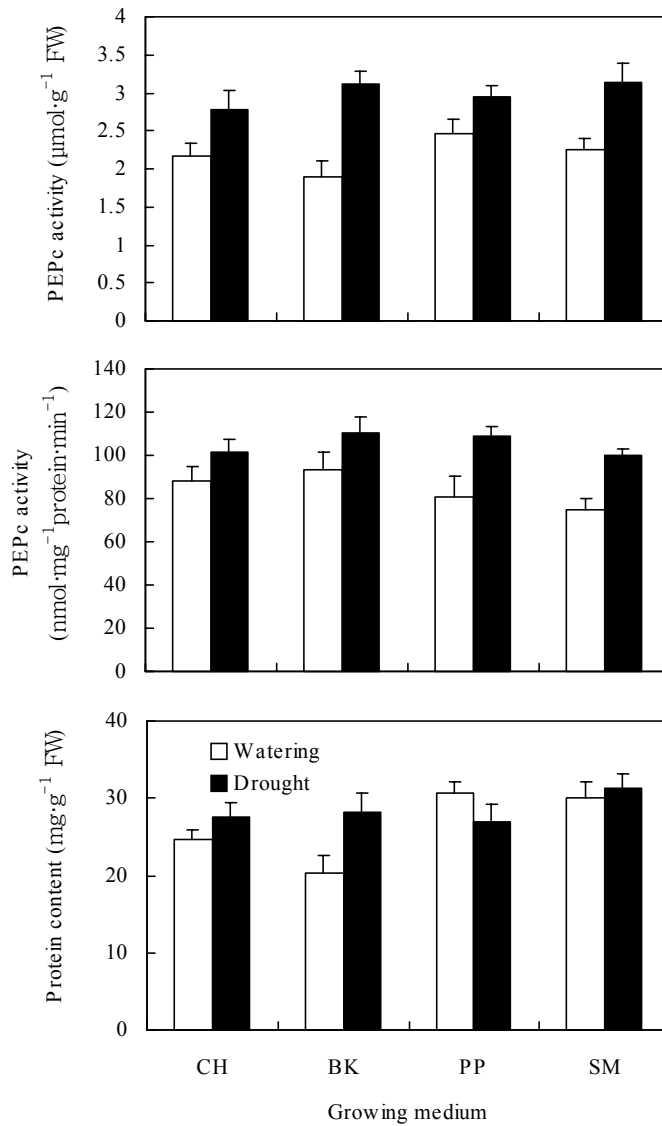 PEPc activity (μmol·g⁻¹ FW)
4
3.5
3
2.5
2
1.5
1
0.5
0
PEPc activity
(nmol·mg⁻¹protein·min⁻¹)
140
120
100
80
60
40
20
0
Protein content (mg·g⁻¹ FW)
40
30
20
10
0
Watering
Drought
CH BK PP SM
Growing medium